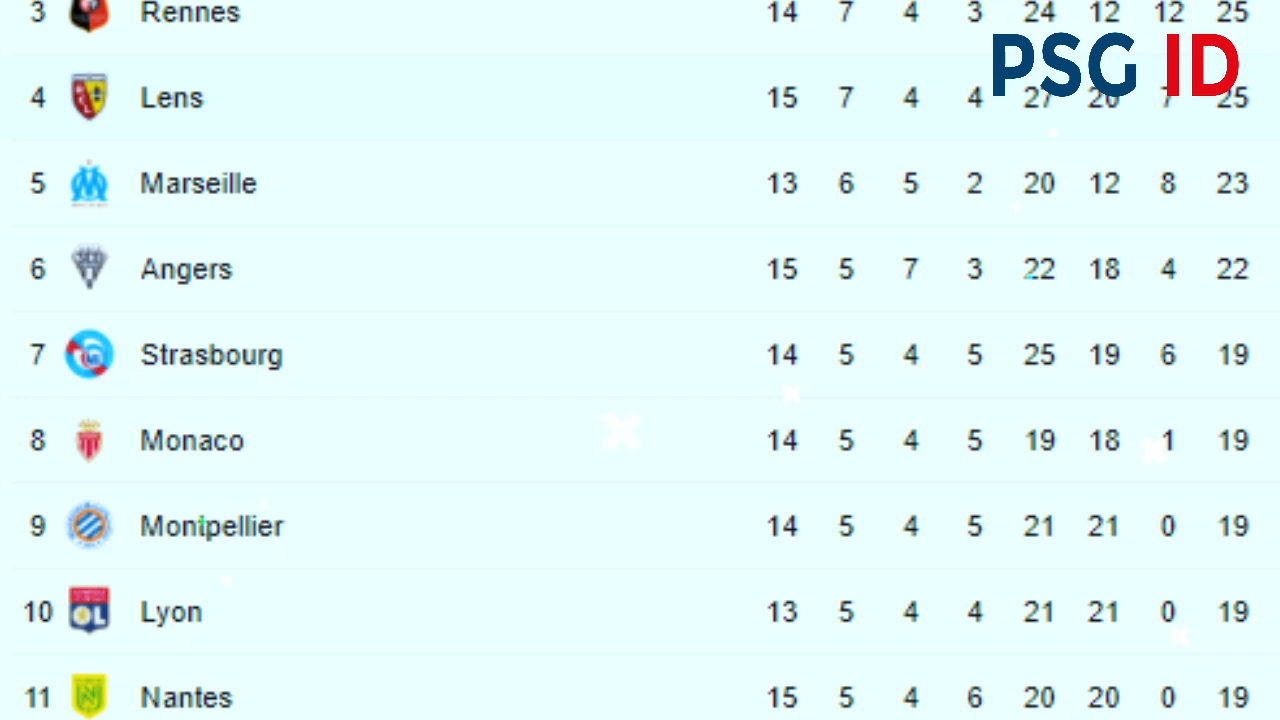 3 Rennes 14 7 4 3 24 12 12 25
PSG ID
4 Lens 15 7 4 4 27 20 7 25
5 Marseille 13 6 5 2 20 12 8 23
6 Angers 15 5 7 3 22 18 4 22
7 Strasbourg 14 5 4 5 25 19 6 19
8 Monaco 14 5 4 5 19 18 1 19
9 Montpellier 14 5 4 5 21 21 0 19
10 Lyon 13 5 4 4 21 21 0 19
11 Nantes 15 5 4 6 20 20 0 19